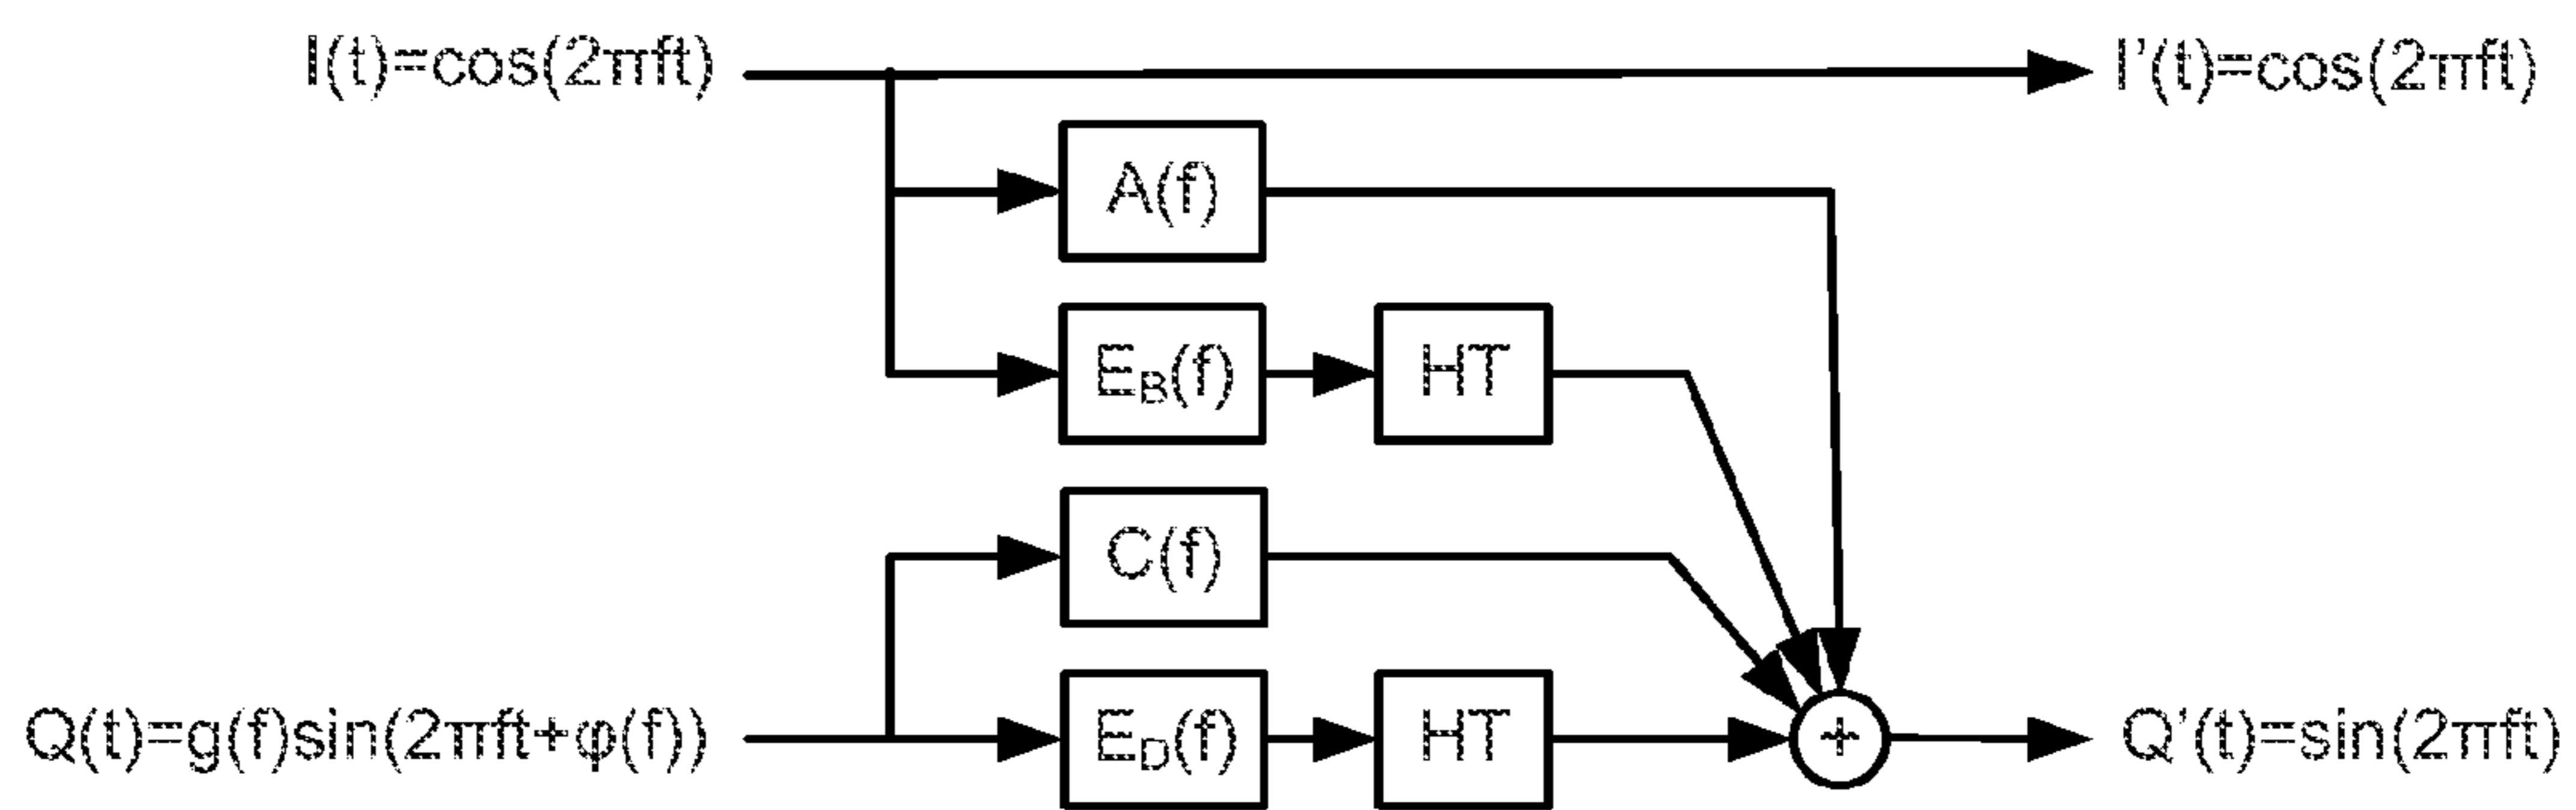 I(t)=cos(2πft)
I’(t)=cos(2πft)
A(f)
E_B(f)
HT
C(f)
Q(t)=g(f)sin(2πft+φ(f))
E_D(f)
HT
+
Q’(t)=sin(2πft)